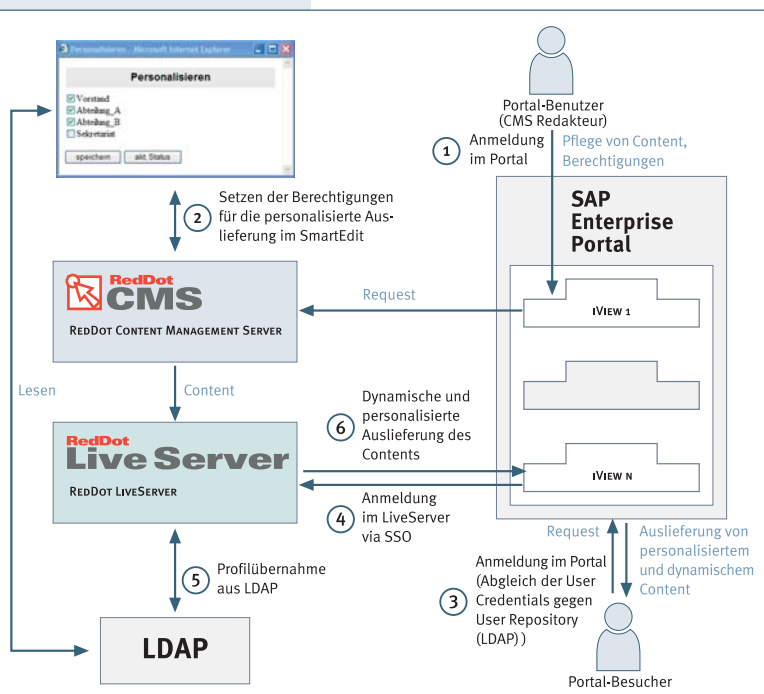 Personalisieren - Microsoft Internet Explorer
Personalisieren
Vorstand
Abteilung_A
Abteilung_B
Sekretariat
speichern
akt. Status
Portal-Benutzer
(CMS Redakteur)
1
Anmeldung
im Portal
Pflege von Content,
Berechtigungen
2
Setzen der Berechtigungen
für die personalisierte Aus-
lieferung im SmartEdit
SAP
Enterprise
Portal
RedDot
CMS
RedDot Content Management Server
Request
iView 1
Lesen
Content
6
Dynamische und
personalisierte
Auslieferung des
Contents
RedDot
Live Server
RedDot LiveServer
iView n
4
Anmeldung
im LiveServer
via SSO
5
Profilübernahme
aus LDAP
Request
Auslieferung von
personalisiertem
und dynamischem
Content
3
Anmeldung im Portal
(Abgleich der User
Credentials gegen
User Repository
(LDAP) )
LDAP
Portal-Besucher